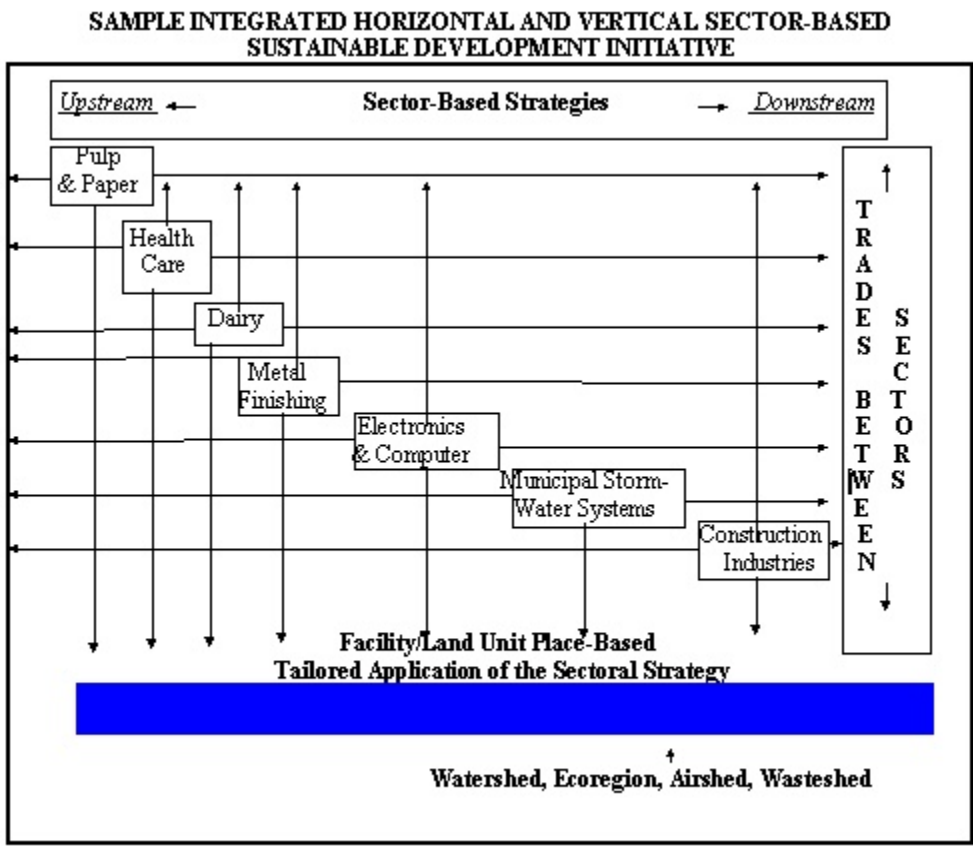 SAMPLE INTEGRATED HORIZONTAL AND VERTICAL SECTOR-BASED
SUSTAINABLE DEVELOPMENT INITIATIVE
Upstream Sector-Based Strategies Downstream
Pulp
& Paper
Health
Care
Dairy
Metal
Finishing
Electronics
& Computer
Municipal Storm-
Water Systems
Construction
Industries
TRADES BETWEEN
SECTORS
Facility/Land Unit Place-Based
Tailored Application of the Sectoral Strategy
Watershed, Ecoregion, Airshed, Wasteshed